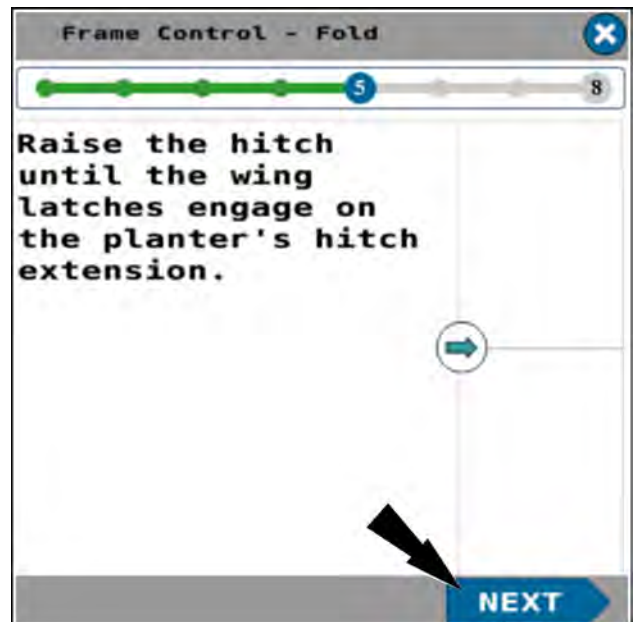 Frame Control - Fold
5
8
Raise the hitch
until the wing
latches engage on
the planter's hitch
extension.
NEXT